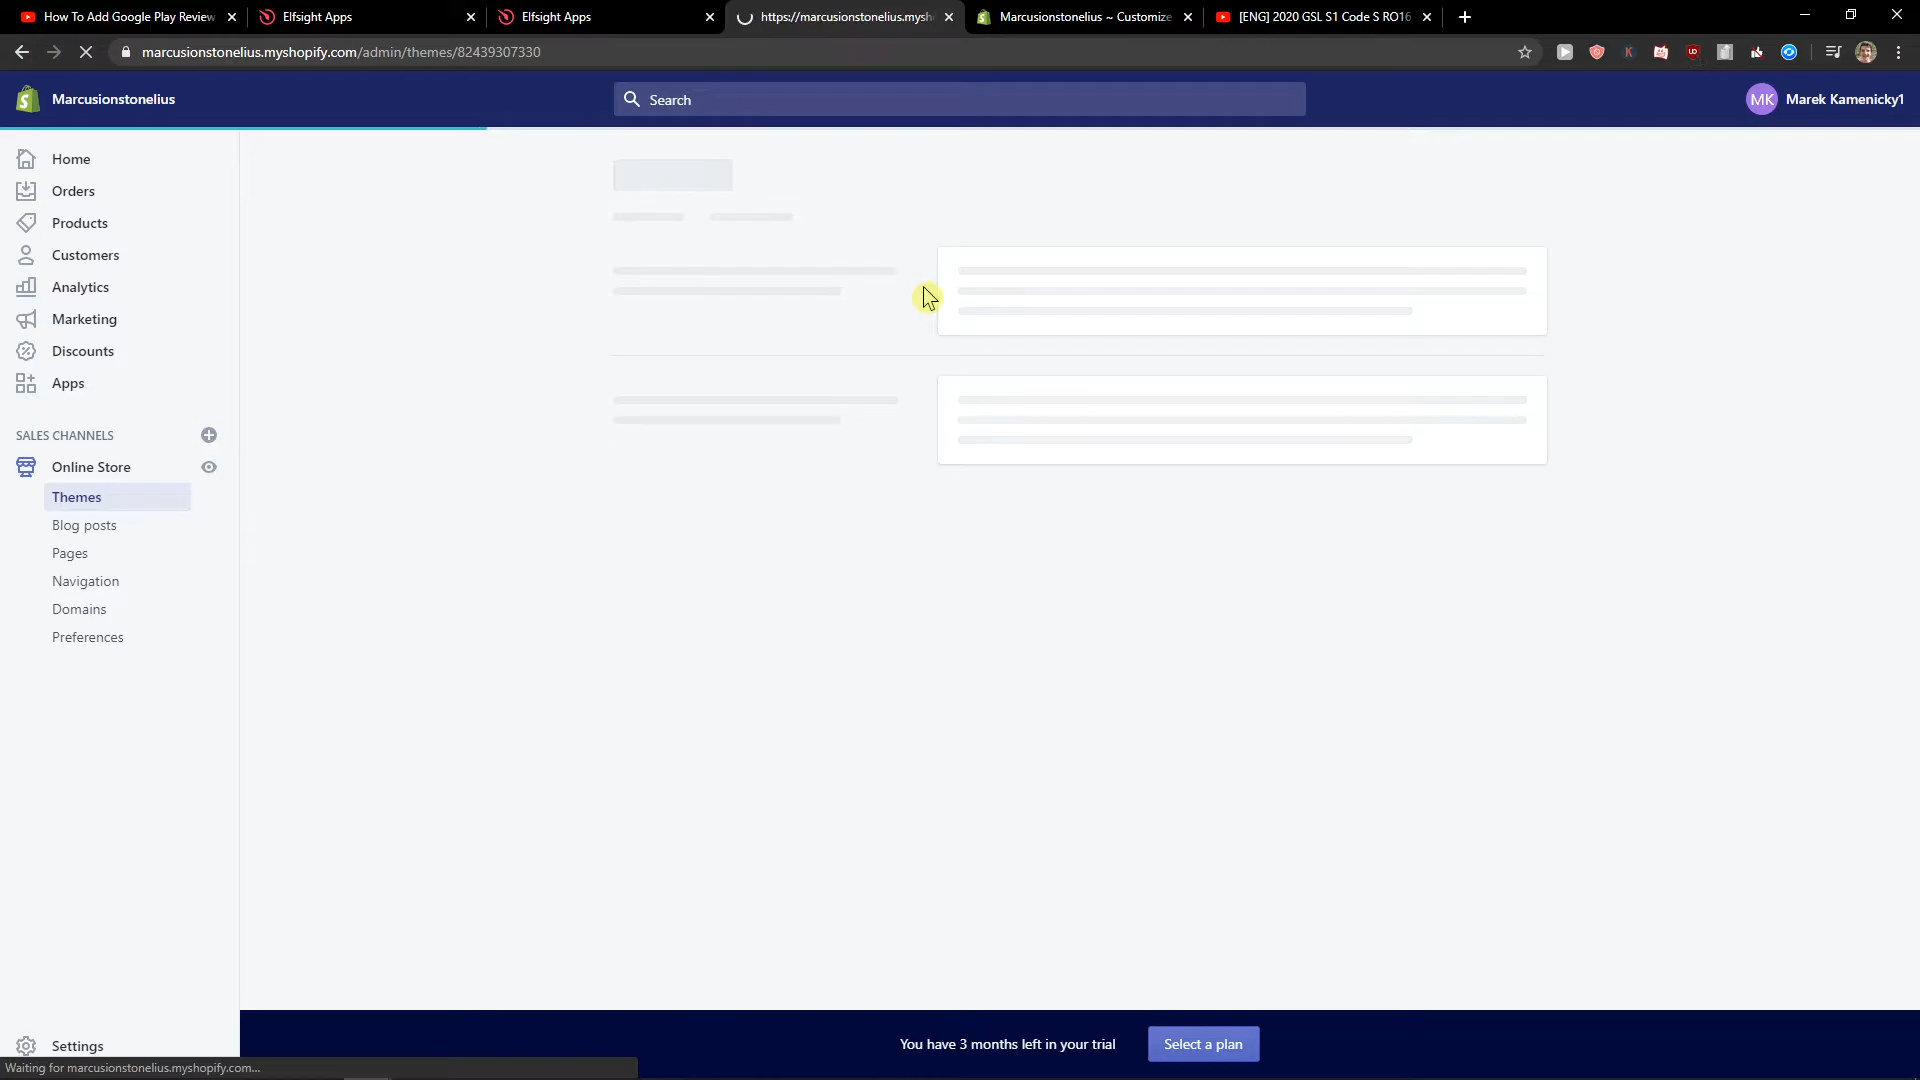 How To Add Google Play Review
Elfsight Apps
Elfsight Apps
https://marcusionstonelius.mysh
Marcusionstonelius ~ Customize
[ENG] 2020 GSL S1 Code S RO16
marcusionstonelius.myshopify.com/admin/themes/82439307330
Marcusionstonelius
Search
MK
Marek Kamenicky1
Home
Orders
Products
Customers
Analytics
Marketing
Discounts
Apps
SALES CHANNELS
Online Store
Themes
Blog posts
Pages
Navigation
Domains
Preferences
Settings
You have 3 months left in your trial
Select a plan
Waiting for marcusionstonelius.myshopify.com...